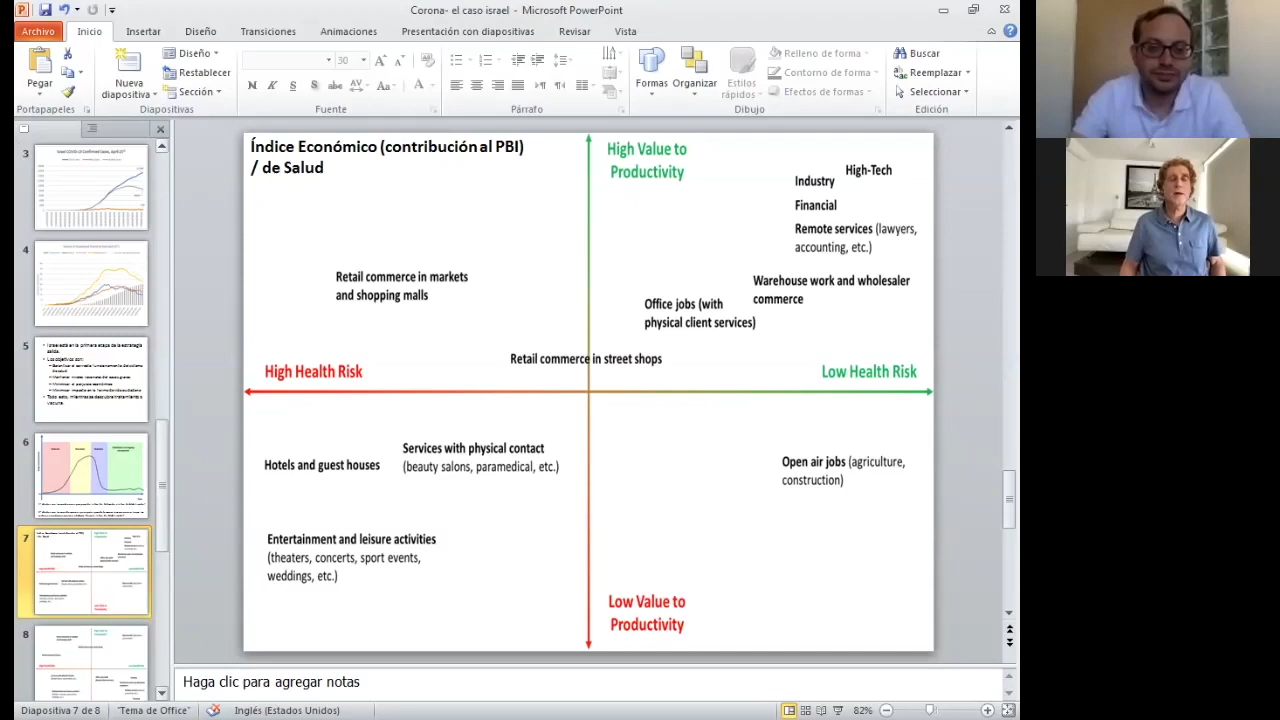 Corona- el caso israel - Microsoft PowerPoint
Archivo
Inicio
Insertar
Diseño
Transiciones
Animaciones
Presentación con diapositivas
Revisar
Vista
Pegar
Portapapeles
Nueva
diapositiva
Diseño
Restablecer
Sección
Diapositivas
30
Fuente
Párrafo
Formas
Organizar
Estilos
rápidos
Relleno de forma
Contorno de forma
Efectos de formas
Dibujo
Buscar
Reemplazar
Seleccionar
Edición
3
4
5
6
7
8
Índice Económico (contribución al PBI)
/ de Salud
High Value to
Productivity
High-Tech
Industry
Financial
Remote services (lawyers,
accounting, etc.)
Retail commerce in markets
and shopping malls
Warehouse work and wholesaler
commerce
Office jobs (with
physical client services)
Retail commerce in street shops
High Health Risk
Low Health Risk
Services with physical contact
(beauty salons, paramedical, etc.)
Hotels and guest houses
Open air jobs (agriculture,
construction)
Entertainment and leisure activities
(theaters, concerts, sport events,
weddings, etc.)
Low Value to
Productivity
Haga clic para agregar notas
Diapositiva 7 de 8
"Tema de Office"
Inglés (Estados Unidos)
82%